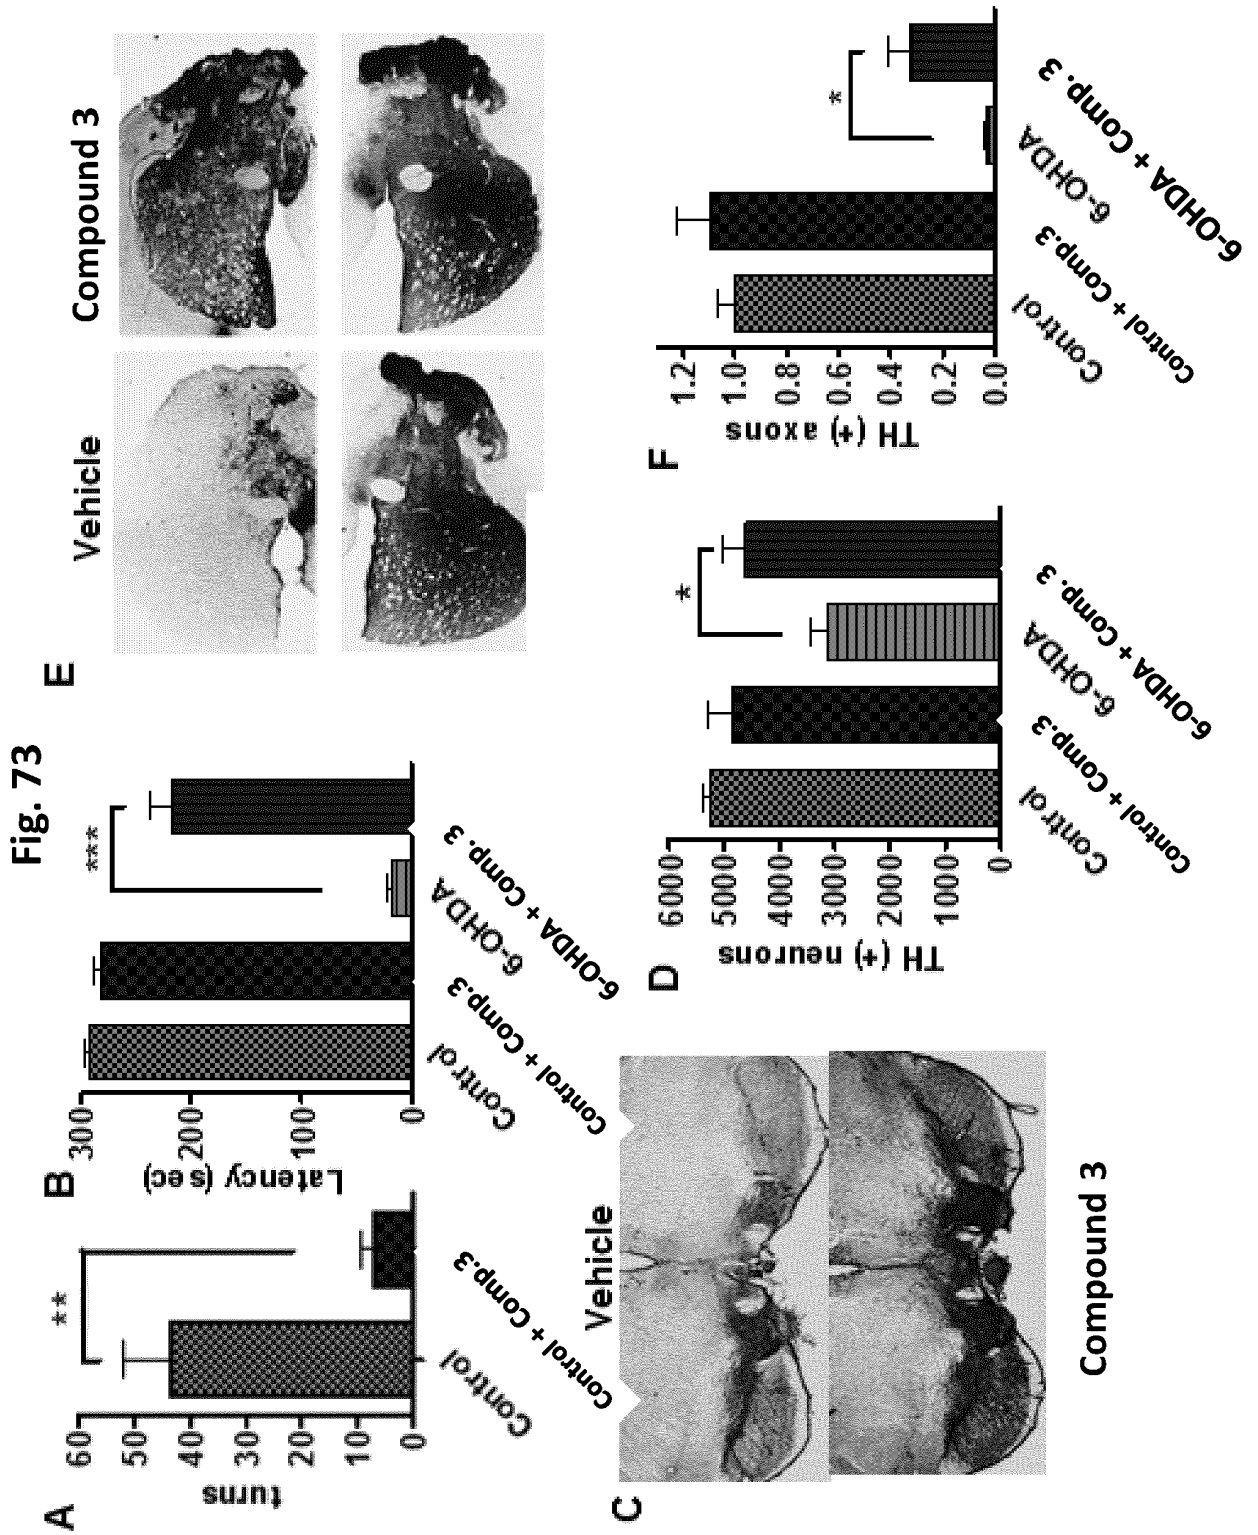 Fig. 73
A
turns
60
50
40
30
20
10
0
**
Control
Control + Comp.3
B
Latency (sec)
300
200
100
0
***
Control
Control + Comp.3
6-OHDA
6-OHDA + Comp. 3
E
Vehicle
Compound 3
C
Vehicle
Compound 3
D
TH (+) neurons
6000
5000
4000
3000
2000
1000
0
*
Control
Control + Comp.3
6-OHDA
6-OHDA + Comp. 3
F
TH (+) axons
1.2
1.0
0.8
0.6
0.4
0.2
0.0
*
Control
Control + Comp.3
6-OHDA
6-OHDA + Comp. 3